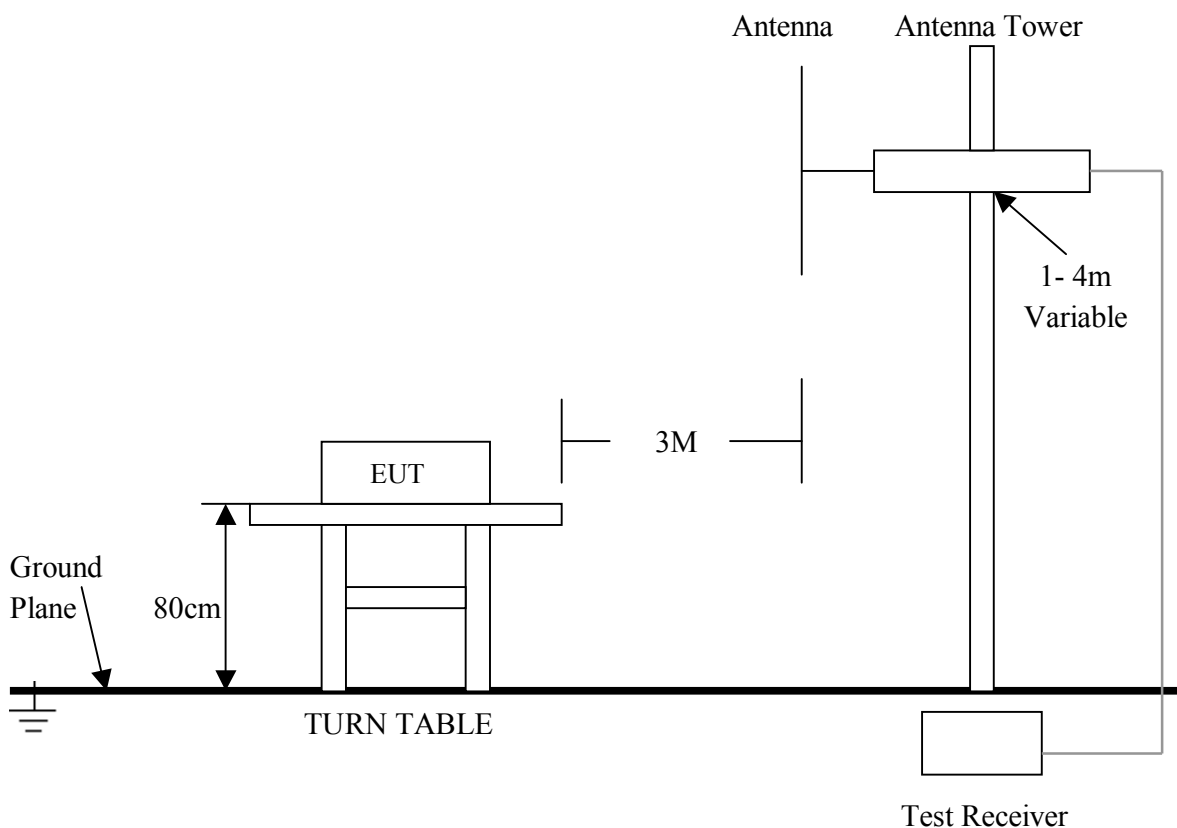 Antenna
Antenna Tower
1- 4m
Variable
3M
EUT
Ground
Plane
80cm
TURN TABLE
Test Receiver